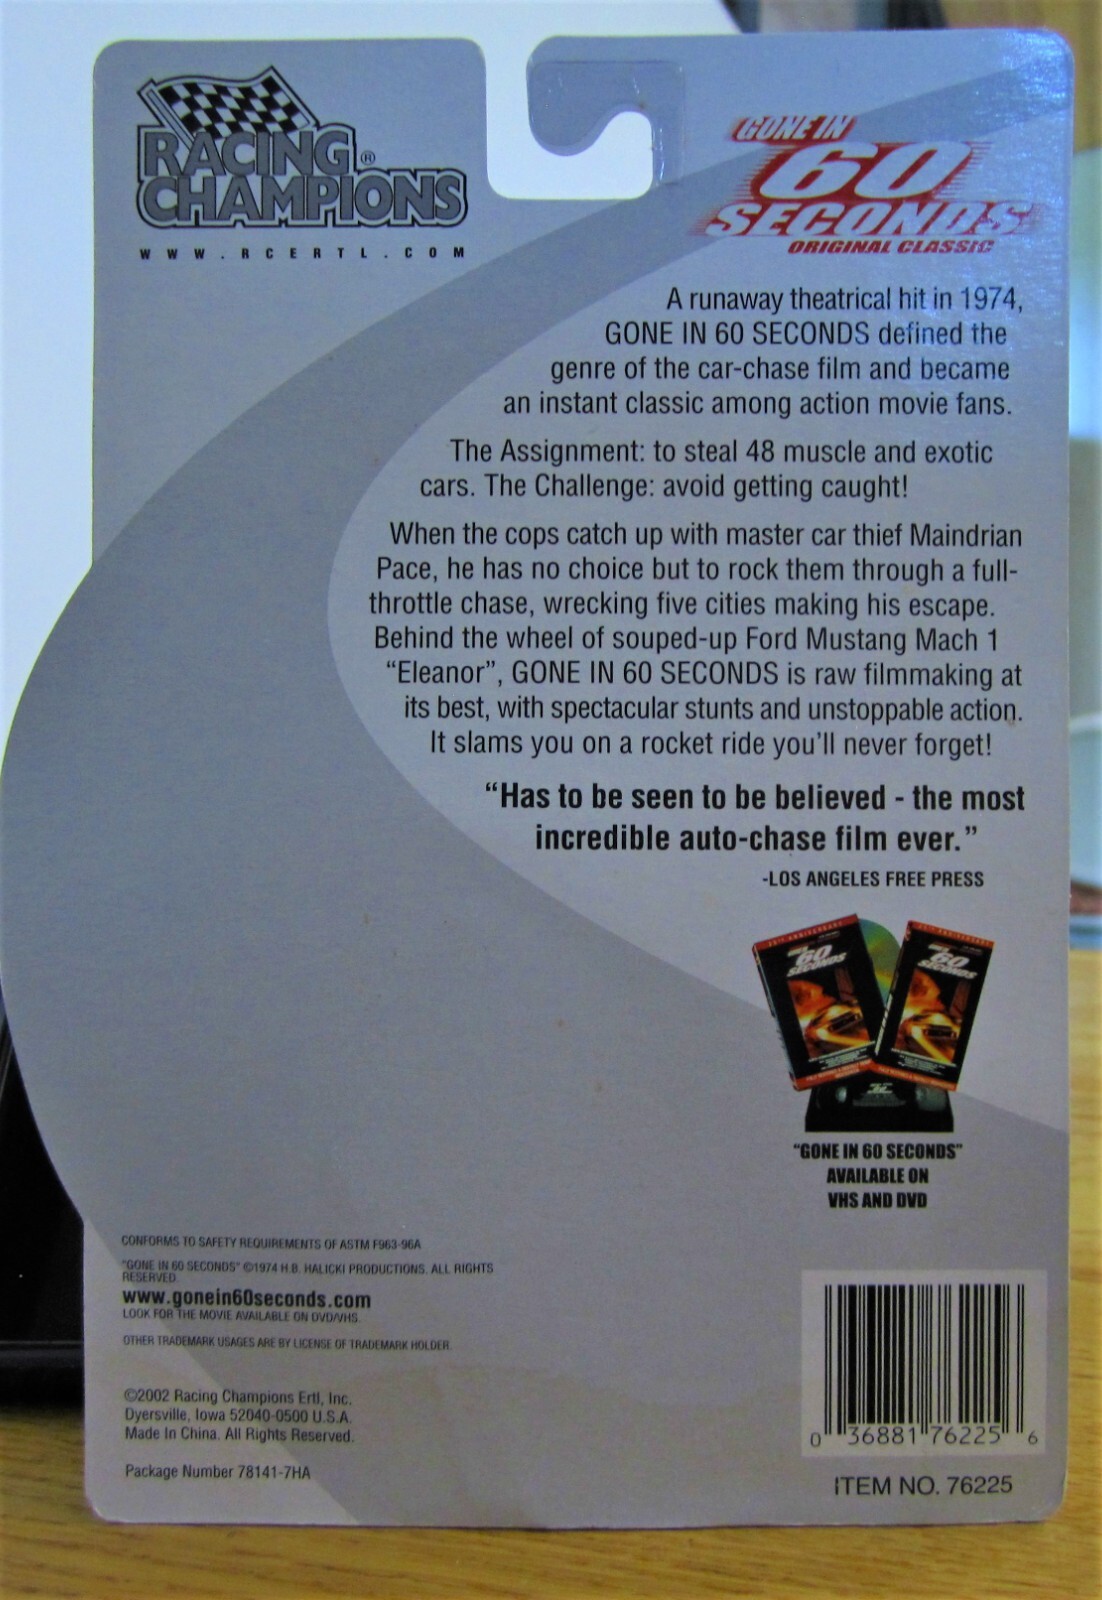 RACING®
CHAMPIONS
WWW.RCERTL.COM
GONE IN
60
SECONDS
ORIGINAL CLASSIC
A runaway theatrical hit in 1974,
GONE IN 60 SECONDS defined the
genre of the car-chase film and became
an instant classic among action movie fans.
The Assignment: to steal 48 muscle and exotic
cars. The Challenge: avoid getting caught!
When the cops catch up with master car thief Maindrian
Pace, he has no choice but to rock them through a full-
throttle chase, wrecking five cities making his escape.
Behind the wheel of souped-up Ford Mustang Mach 1
“Eleanor”, GONE IN 60 SECONDS is raw filmmaking at
its best, with spectacular stunts and unstoppable action.
It slams you on a rocket ride you’ll never forget!
“Has to be seen to be believed - the most
incredible auto-chase film ever.”
-LOS ANGELES FREE PRESS
60
SECONDS
60
SECONDS
“GONE IN 60 SECONDS”
AVAILABLE ON
VHS AND DVD
CONFORMS TO SAFETY REQUIREMENTS OF ASTM F963-96A
"GONE IN 60 SECONDS" ©1974 H.B. HALICKI PRODUCTIONS. ALL RIGHTS
RESERVED.
www.gonein60seconds.com
LOOK FOR THE MOVIE AVAILABLE ON DVD/VHS.
OTHER TRADEMARK USAGES ARE BY LICENSE OF TRADEMARK HOLDER.
©2002 Racing Champions Ertl, Inc.
Dyersville, Iowa 52040-0500 U.S.A.
Made In China. All Rights Reserved.
Package Number 78141-7HA
0 36881 76225 6
ITEM NO. 76225